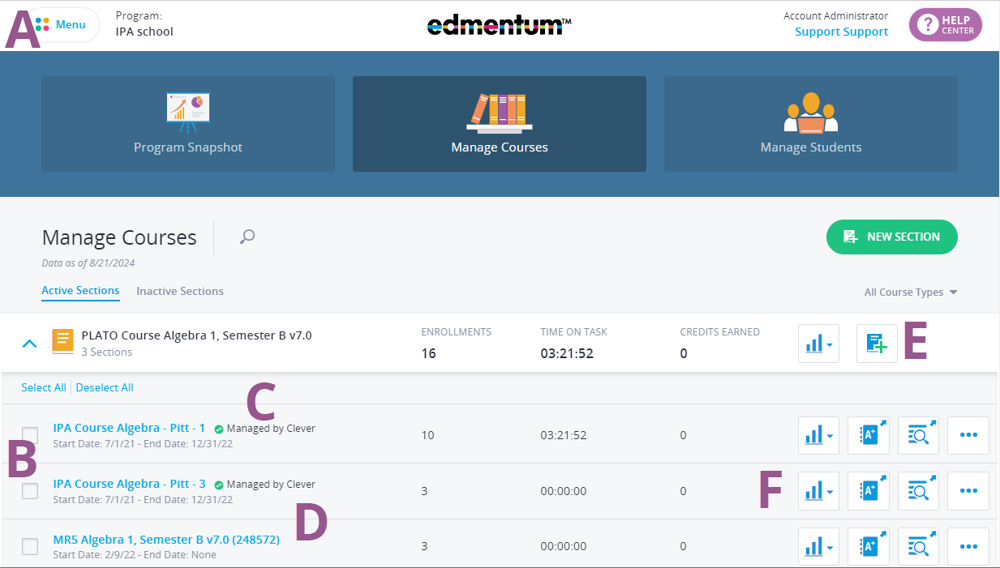 A
Menu
Program:
IPA school
edmentum™
Account Administrator
Support Support
? HELP
CENTER
Program Snapshot
Manage Courses
Manage Students
Manage Courses
NEW SECTION
Data as of 8/21/2024
Active Sections
Inactive Sections
All Course Types
PLATO Course Algebra 1, Semester B v7.0
3 Sections
ENROLLMENTS
16
TIME ON TASK
03:21:52
CREDITS EARNED
0
E
Select All
Deselect All
C
IPA Course Algebra - Pitt - 1
Managed by Clever
Start Date: 7/1/21 - End Date: 12/31/22
10
03:21:52
0
A+
B
IPA Course Algebra - Pitt - 3
Managed by Clever
Start Date: 7/1/21 - End Date: 12/31/22
3
00:00:00
0
F
A+
D
MR5 Algebra 1, Semester B v7.0 (248572)
Start Date: 2/9/22 - End Date: None
3
00:00:00
0
A+